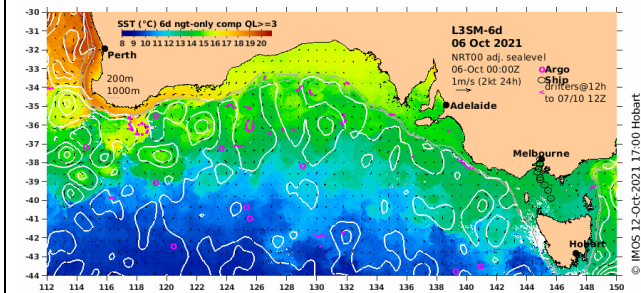 SST (°C) 6d ngt-only comp QL>=3
8 9 10 11 12 13 14 15 16 17 18 19 20
L3SM-6d
06 Oct 2021
NRT00 adj. sealevel
06-Oct 00:00Z
1m/s (2kt 24h)
Argo
Ship
drifters@12h
to 07/10 12Z
Perth
200m
1000m
Adelaide
Melbourne
Hobart
-30
-31
-32
-33
-34
-35
-36
-37
-38
-39
-40
-41
-42
-43
-44
112 114 116 118 120 122 124 126 128 130 132 134 136 138 140 142 144 146 148 150
© IMOS 12-Oct-2021 17:00 Hobart